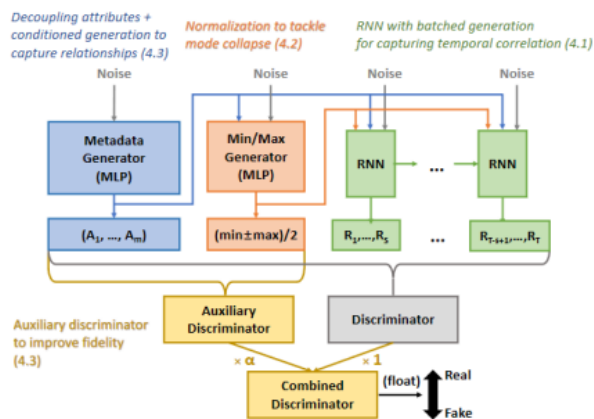 Decoupling attributes +
conditioned generation to
capture relationships (4.3)
Normalization to tackle
mode collapse (4.2)
RNN with batched generation
for capturing temporal correlation (4.1)
Noise
Noise
Noise
Noise
Metadata
Generator
(MLP)
Min/Max
Generator
(MLP)
RNN
...
RNN
(A1, ..., Am)
(min±max)/2
R1,...,RS
...
RT-s+1,...,RT
Auxiliary discriminator
to improve fidelity
(4.3)
Auxiliary
Discriminator
Discriminator
× α
× 1
Combined
Discriminator
(float)
Real
Fake